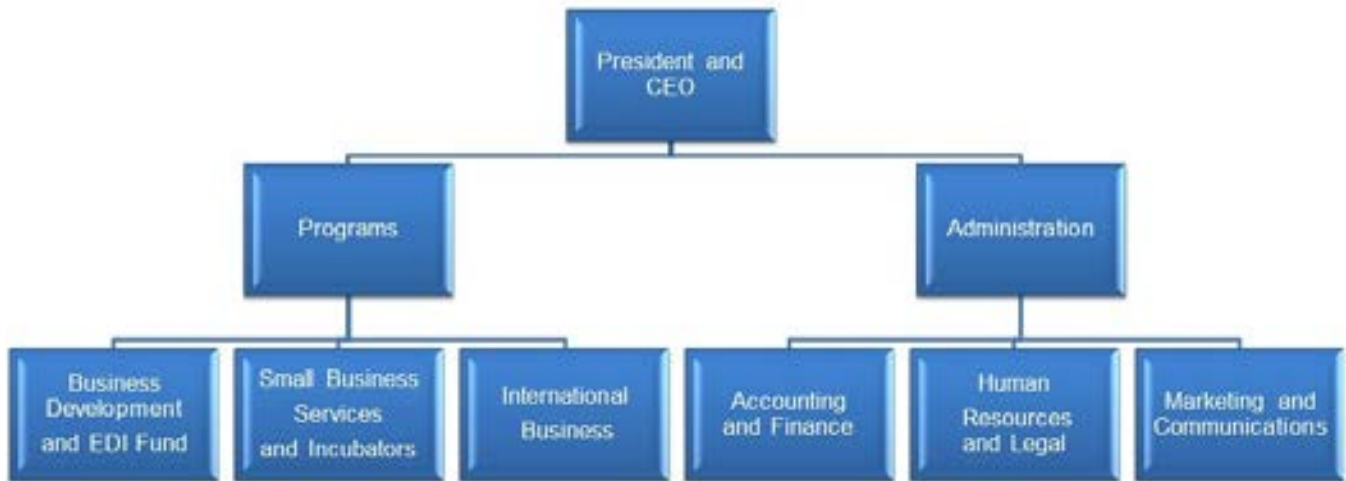 President and
CEO
Programs
Administration
Business
Development
and EDI Fund
Small Business
Services
and Incubators
International
Business
Accounting
and Finance
Human
Resources
and Legal
Marketing and
Communications